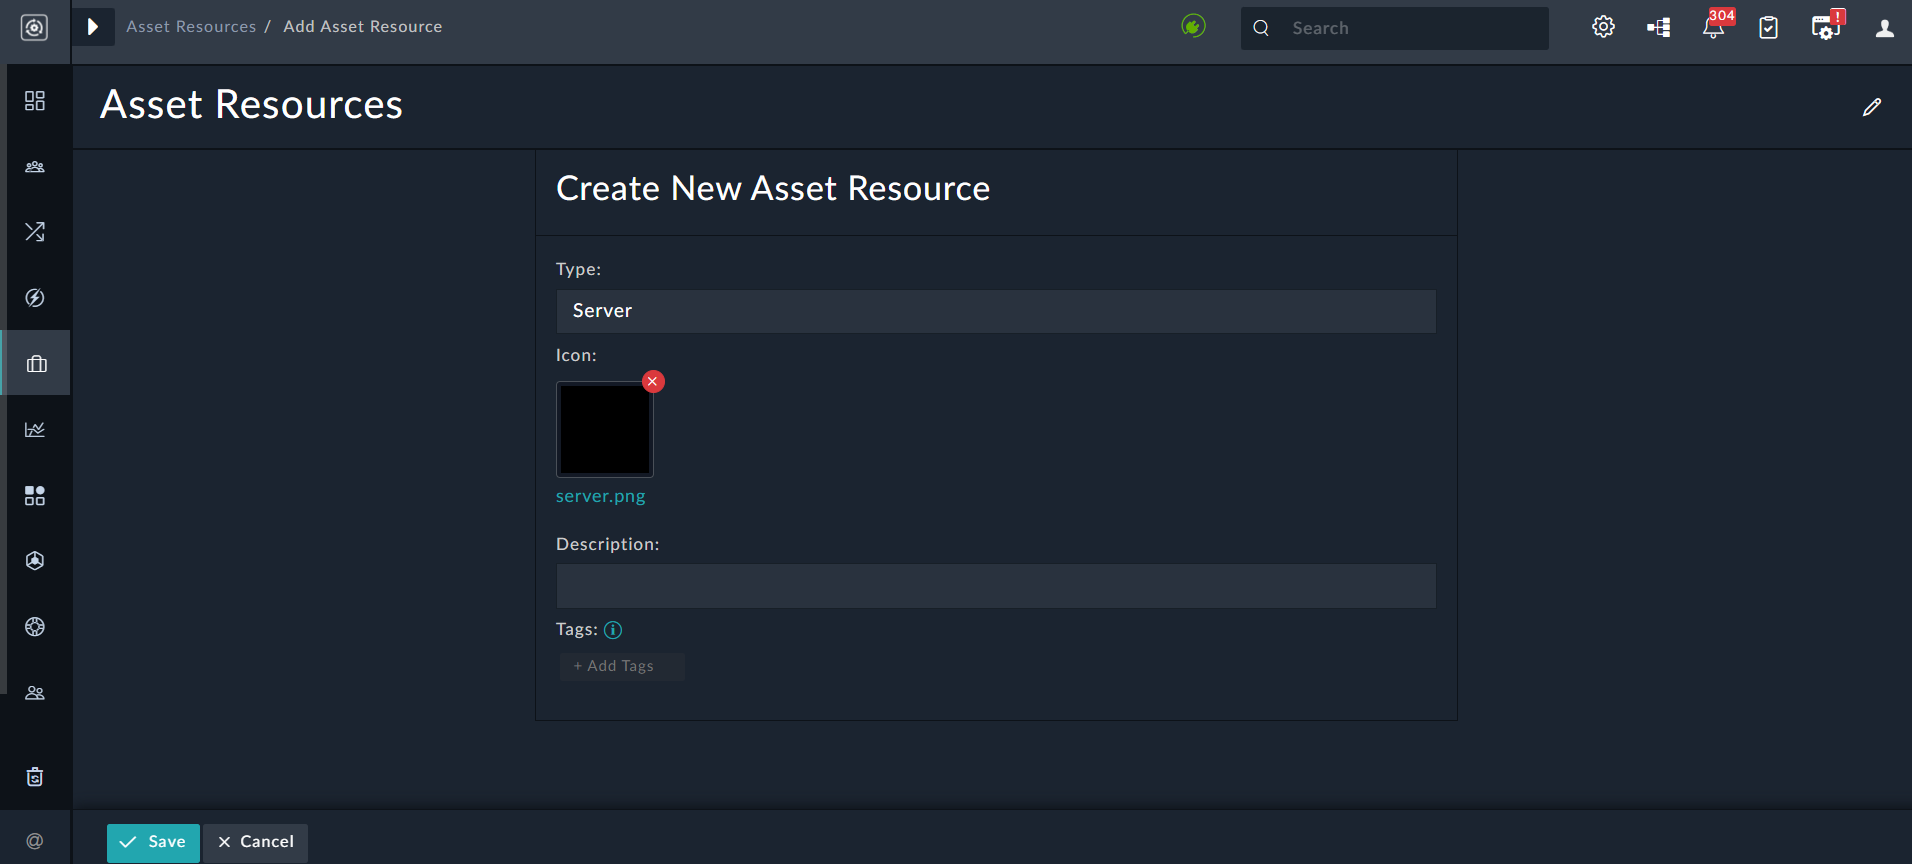 Asset Resources / Add Asset Resource
Search
304
!
Asset Resources
Create New Asset Resource
Type:
Server
Icon:
server.png
Description:
Tags: i
+ Add Tags
@
Save
Cancel